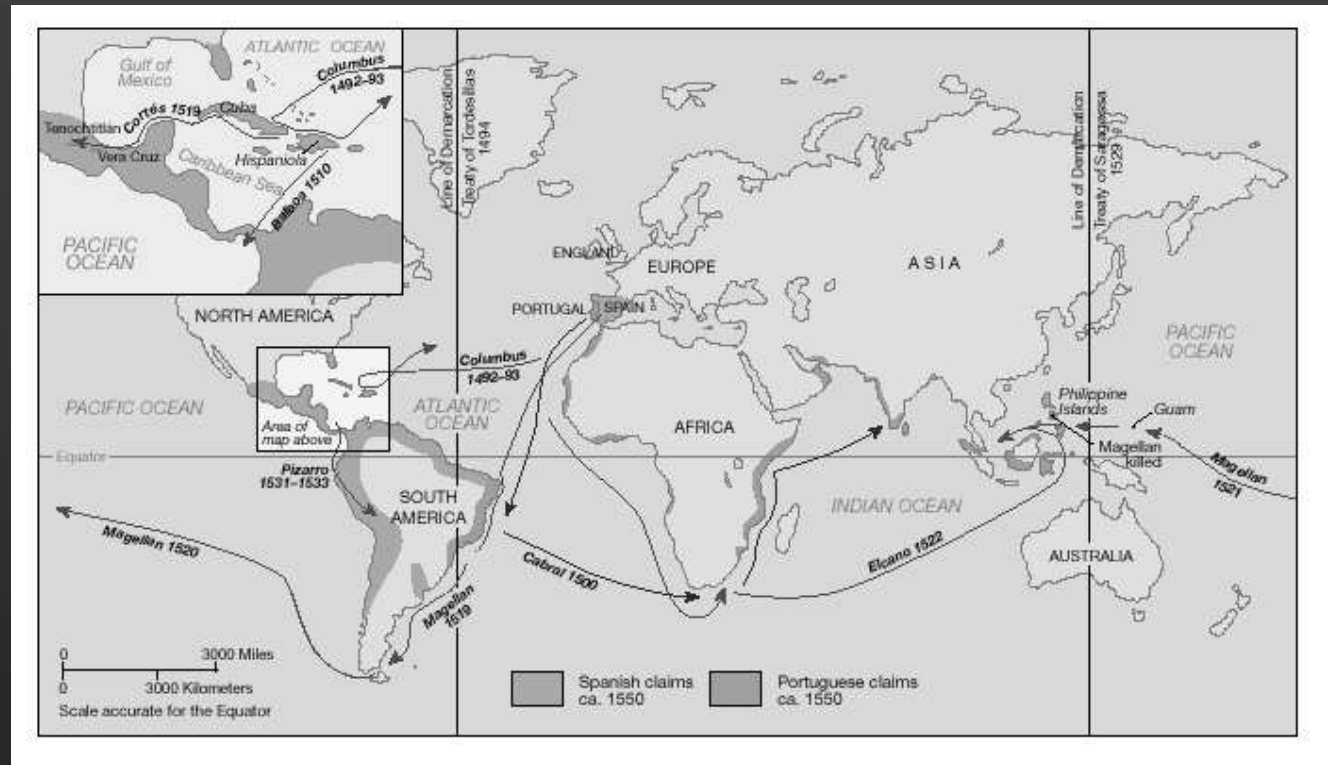 ATLANTIC OCEAN
Gulf of
Mexico
Columbus
1492–93
Cortés 1519
Cuba
Tenochtitlan
Vera Cruz
Hispaniola
Caribbean Sea
Balboa 1510
PACIFIC
OCEAN
Line of Demarcation
Treaty of Tordesillas
1494
Line of Demarcation
Treaty of Saragassa
1529
ENGLAND
EUROPE
ASIA
PORTUGAL
SPAIN
NORTH AMERICA
PACIFIC
OCEAN
Columbus
1492–93
PACIFIC OCEAN
ATLANTIC
OCEAN
Area of
map above
AFRICA
Philippine
Islands
Guam
Equator
Magellan
killed
Pizarro
1531–1533
Magellan
1521
SOUTH
AMERICA
INDIAN OCEAN
Magellan 1520
Cabral 1500
Elcano 1522
AUSTRALIA
Magellan
1519
0 3000 Miles
0 3000 Kilometers
Scale accurate for the Equator
Spanish claims
ca. 1550
Portuguese claims
ca. 1550